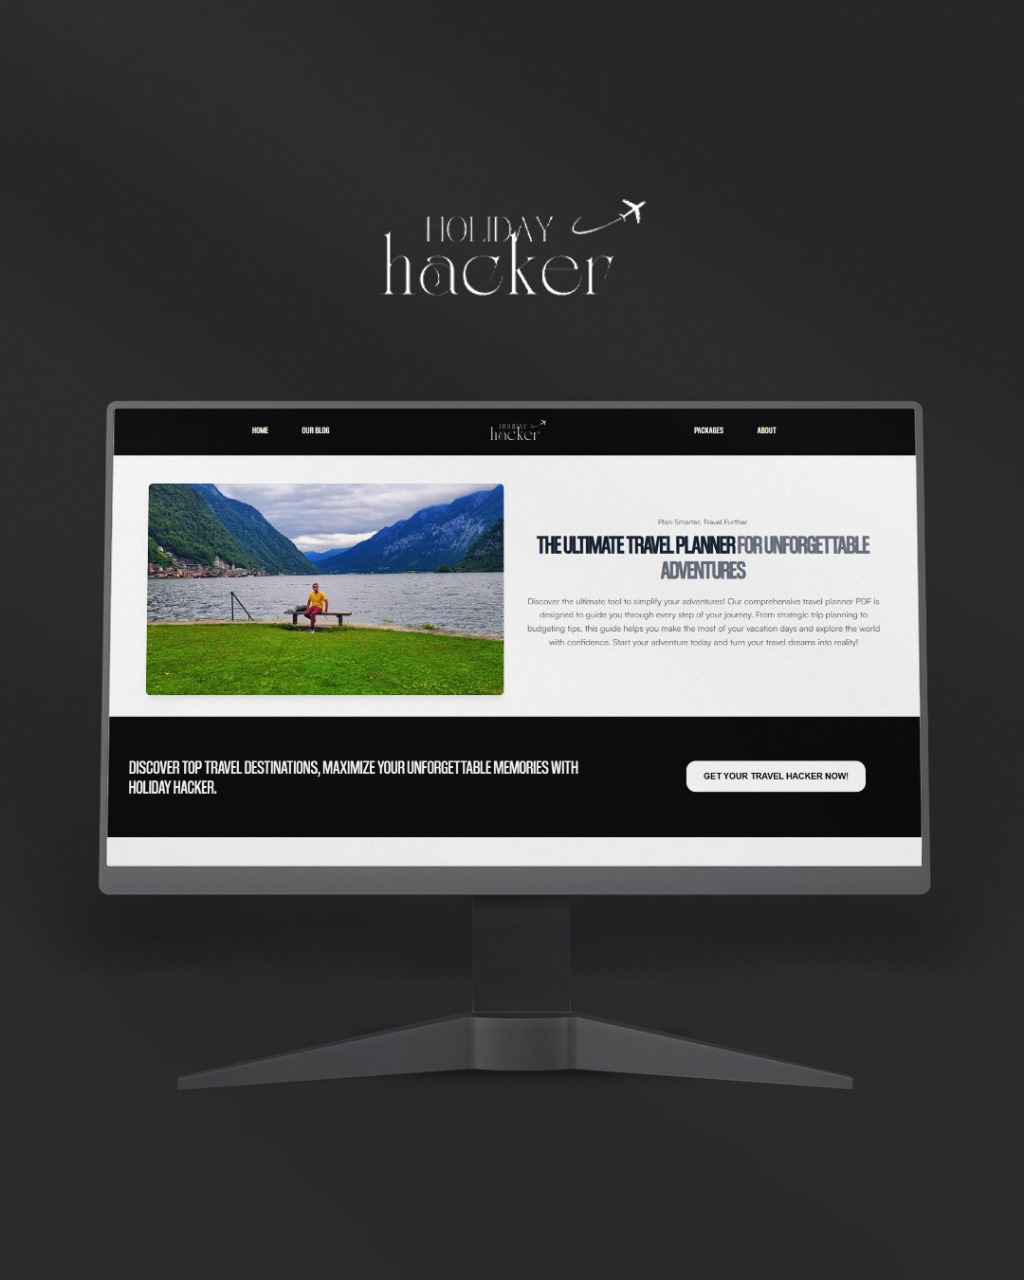 HOLIDAY
hacker
HOME OUR BLOG HOLIDAY hacker PACKAGES ABOUT
Plan Smarter, Travel Further
THE ULTIMATE TRAVEL PLANNER FOR UNFORGETTABLE
ADVENTURES
Discover the ultimate tool to simplify your adventures! Our comprehensive travel planner PDF is
designed to guide you through every step of your journey. From strategic trip planning to
budgeting tips, this guide helps you make the most of your vacation days and explore the world
with confidence. Start your adventure today and turn your travel dreams into reality!
DISCOVER TOP TRAVEL DESTINATIONS, MAXIMIZE YOUR UNFORGETTABLE MEMORIES WITH
HOLIDAY HACKER.
GET YOUR TRAVEL HACKER NOW!